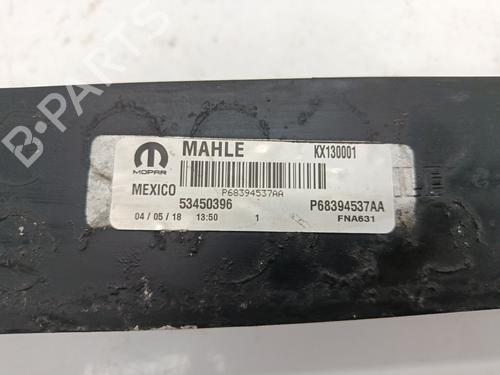 MAHLE KX130001
MOPAR
MEXICO P68394537AA
53450396 P68394537AA
04 / 05 / 18 13:50 1 FNA631
B-PARTS